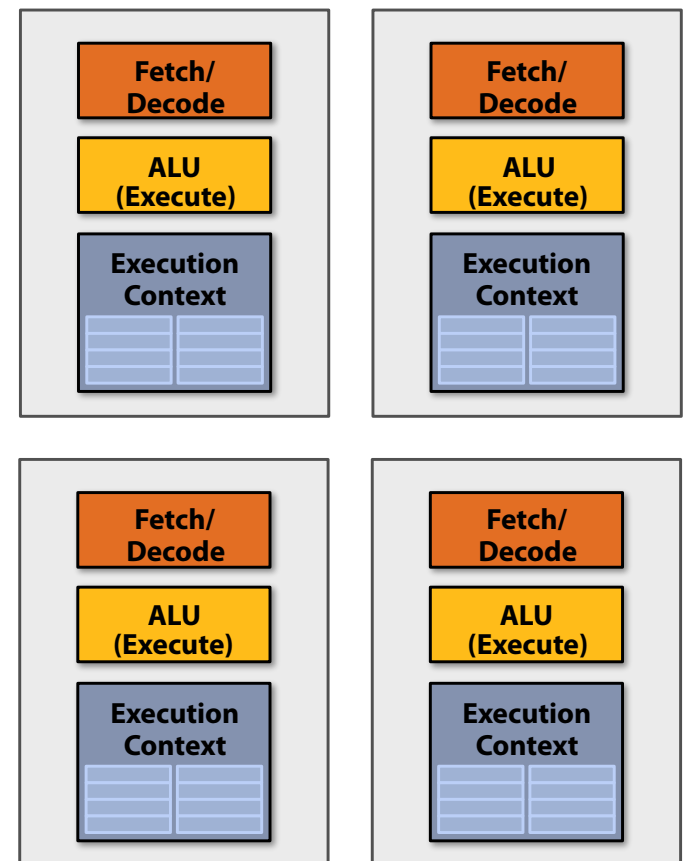 Fetch/
Decode
ALU
(Execute)
Execution
Context
Fetch/
Decode
ALU
(Execute)
Execution
Context
Fetch/
Decode
ALU
(Execute)
Execution
Context
Fetch/
Decode
ALU
(Execute)
Execution
Context